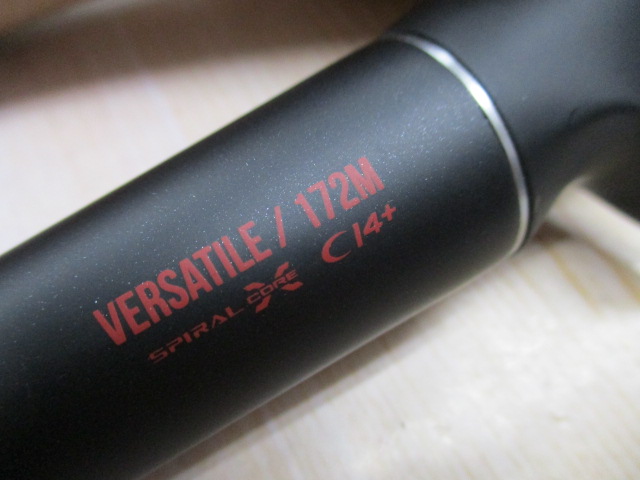 VERSATILE / 172M
SPIRAL X CORE C14+